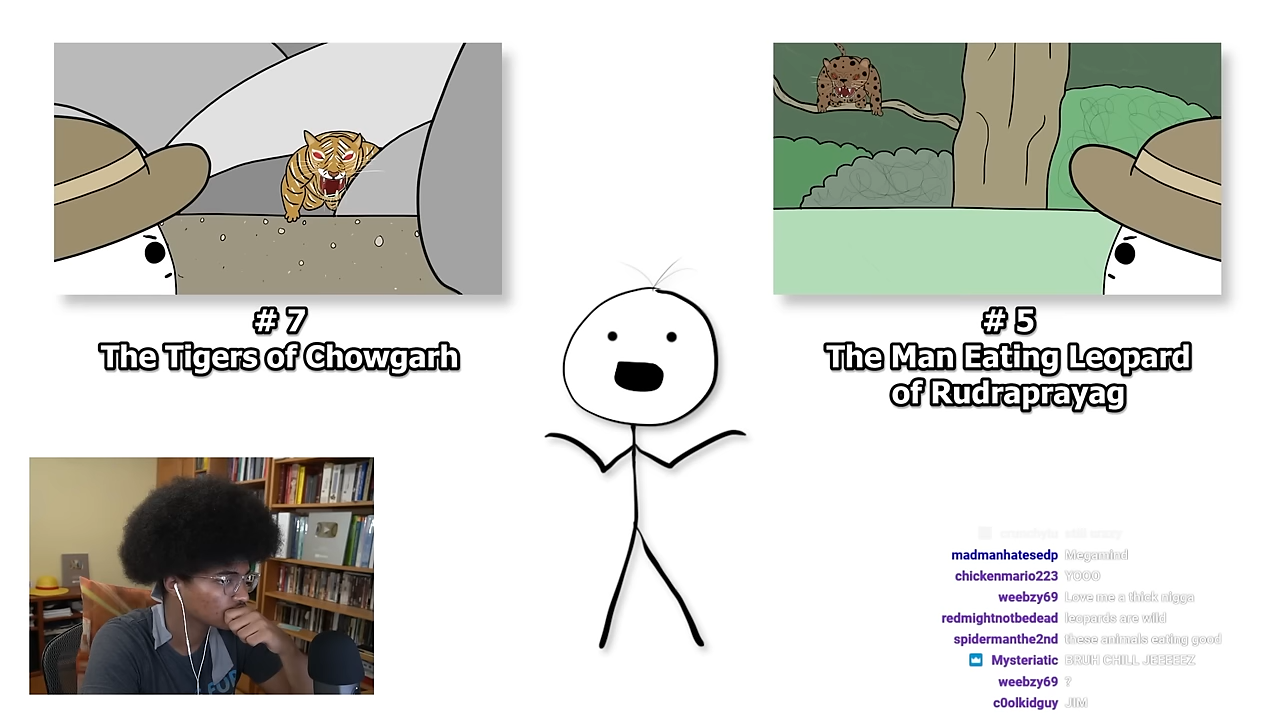 # 7
The Tigers of Chowgarh
# 5
The Man Eating Leopard
of Rudraprayag
madmanhatesedp Megamind
chickenmario223 YOOO
weebzy69 Love me a thick nigga
redmightnotbedead leopards are wild
spidermanthe2nd these animals eating good
Mysteriatic BRUH CHILL JEEEEEZ
weebzy69 ?
c0olkidguy JIM